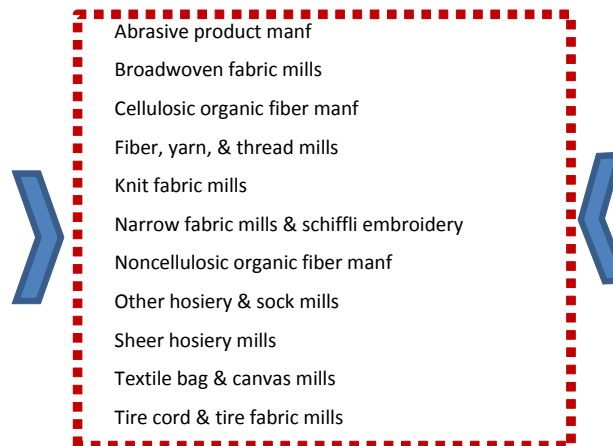 Abrasive product manf
Broadwoven fabric mills
Cellulosic organic fiber manf
Fiber, yarn, & thread mills
Knit fabric mills
Narrow fabric mills & schiffli embroidery
Noncellulosic organic fiber manf
Other hosiery & sock mills
Sheer hosiery mills
Textile bag & canvas mills
Tire cord & tire fabric mills